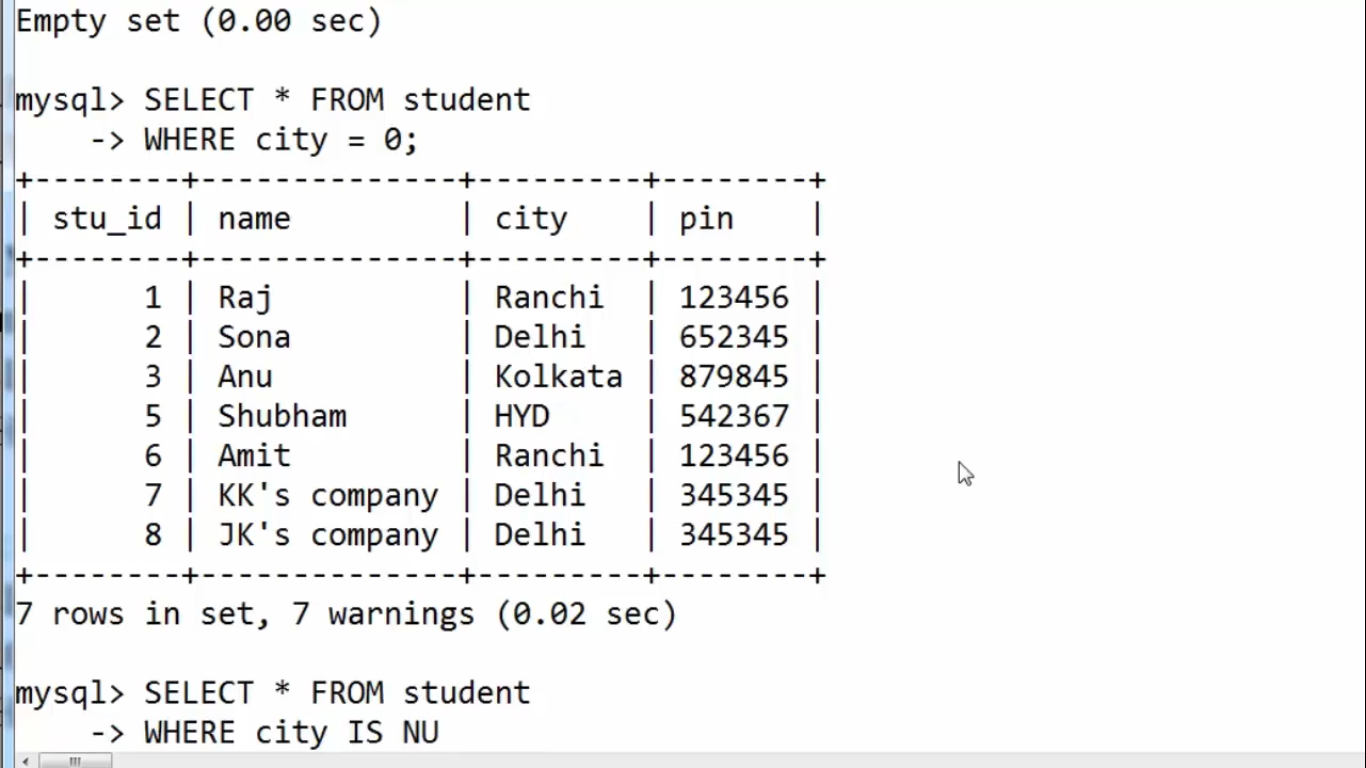 Empty set (0.00 sec)
mysql> SELECT * FROM student
    -> WHERE city = 0;
+--------+--------------+---------+--------+
| stu_id | name         | city    | pin    |
+--------+--------------+---------+--------+
|      1 | Raj          | Ranchi  | 123456 |
|      2 | Sona         | Delhi   | 652345 |
|      3 | Anu          | Kolkata | 879845 |
|      5 | Shubham      | HYD     | 542367 |
|      6 | Amit         | Ranchi  | 123456 |
|      7 | KK's company | Delhi   | 345345 |
|      8 | JK's company | Delhi   | 345345 |
+--------+--------------+---------+--------+
7 rows in set, 7 warnings (0.02 sec)
mysql> SELECT * FROM student
    -> WHERE city IS NU